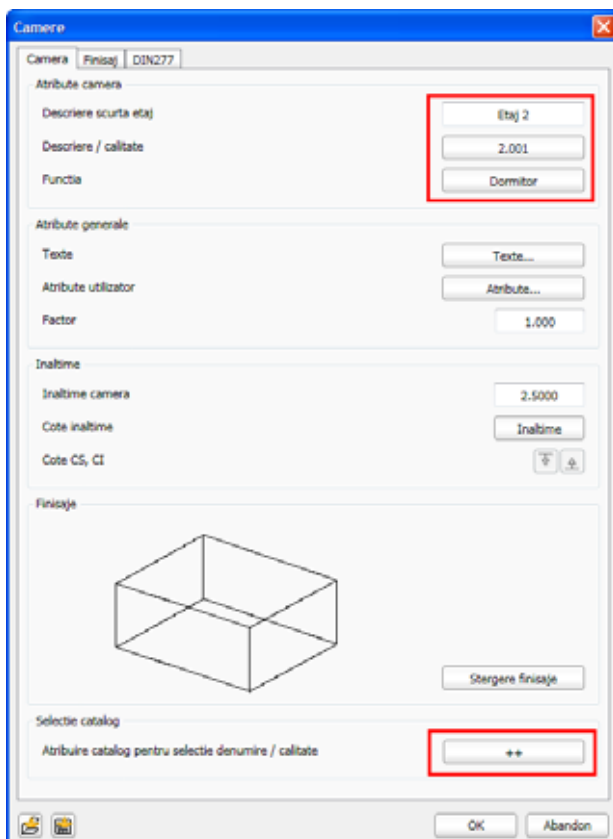 Camere
Camera Finisaj DIN277
Atribute camera
Descriere scurta etaj Etaj 2
Descriere / calitate 2.001
Functia Dormitor
Atribute generale
Texte Texte...
Atribute utilizator Atribute...
Factor 1.000
Inaltime
Inaltime camera 2.5000
Cote inaltime Inaltime
Cote CS, CI
Finisaje
Stergere finisaje
Selectie catalog
Atribuire catalog pentru selectie denumire / calitate ++
OK Abandon